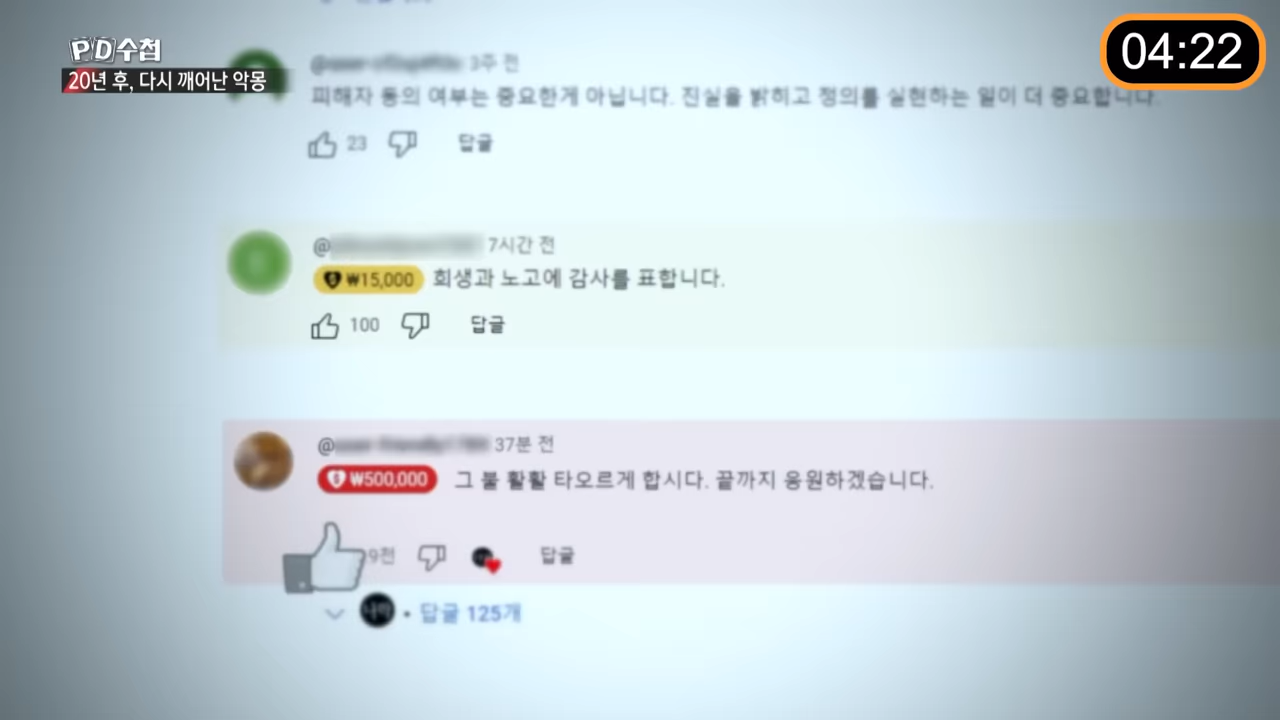 PD수첩
20년 후, 다시 깨어난 악몽
04:22
3주 전
피해자 동의 여부는 중요한게 아닙니다. 진실을 밝히고 정의를 실현하는 일이 더 중요합니다.
23 답글
@ 7시간 전
₩15,000 희생과 노고에 감사를 표합니다.
100 답글
@ 37분 전
₩500,000 그 불 활활 타오르게 합시다. 끝까지 응원하겠습니다.
9천 답글
• 답글 125개